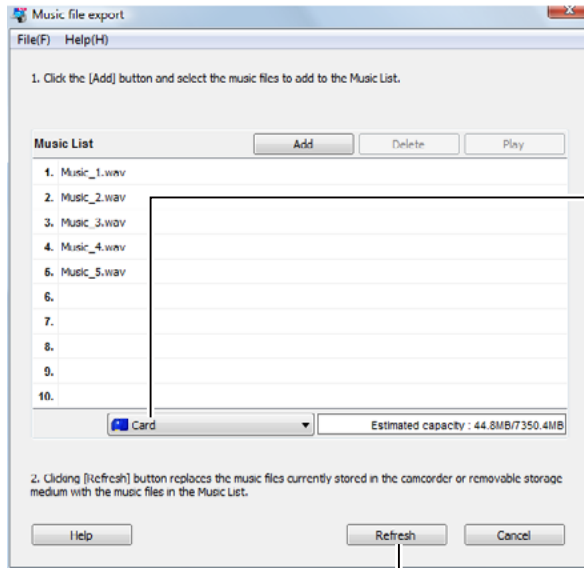 Music file export
File(F) Help(H)
1. Click the [Add] button and select the music files to add to the Music List.
Music List Add Delete Play
1. Music_1.wav
2. Music_2.wav
3. Music_3.wav
4. Music_4.wav
5. Music_5.wav
6.
7.
8.
9.
10.
Card Estimated capacity : 44.8MB/7350.4MB
2. Clicking [Refresh] button replaces the music files currently stored in the camcorder or removable storage
medium with the music files in the Music List.
Help Refresh Cancel